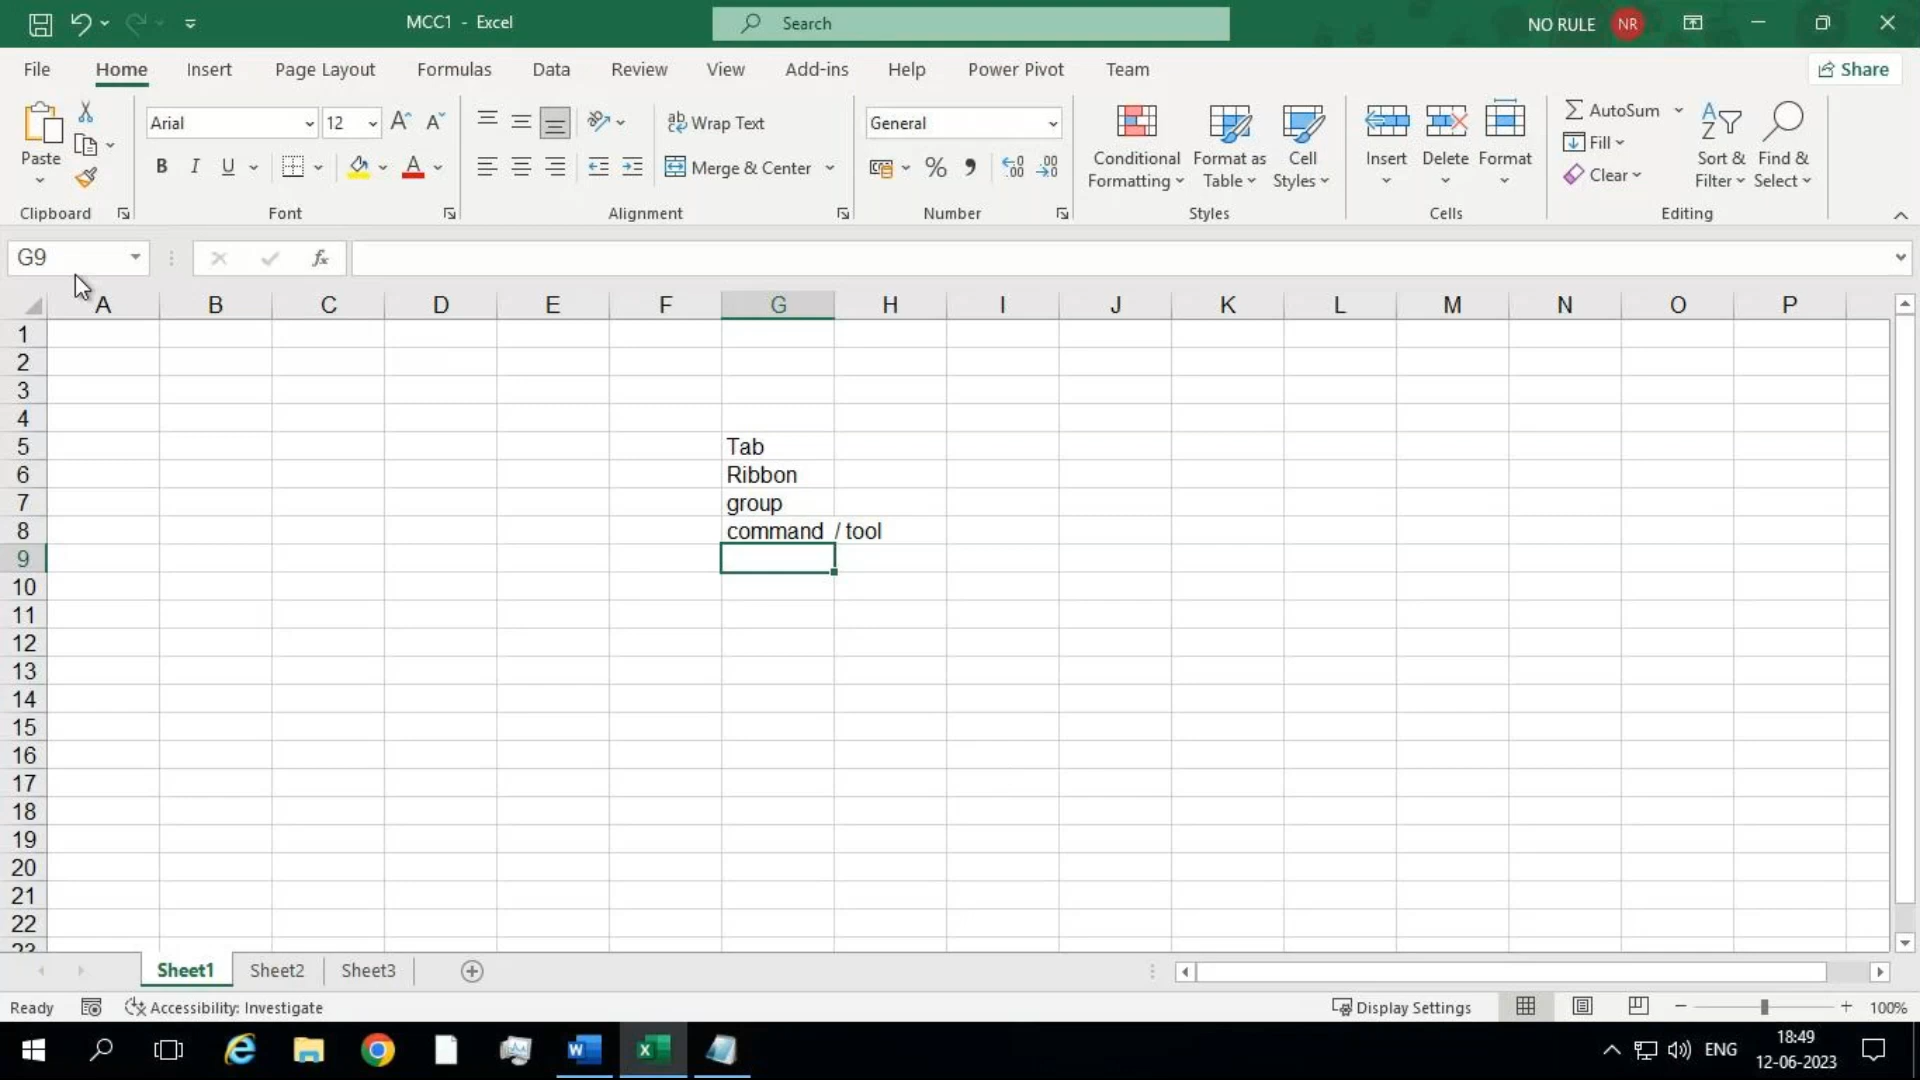 MCC1 - Excel
Search
NO RULE NR
File Home Insert Page Layout Formulas Data Review View Add-ins Help Power Pivot Team Share
Paste
Clipboard
Arial 12
B I U A
Font
ab Wrap Text
Merge & Center
Alignment
General
% 9
Number
Conditional Formatting
Format as Table
Cell Styles
Styles
Insert Delete Format
Cells
AutoSum
Fill
Clear
Sort & Filter
Find & Select
Editing
G9 fx
A B C D E F G H I J K L M N O P
1
2
3
4
5 Tab
6 Ribbon
7 group
8 command / tool
9
10
11
12
13
14
15
16
17
18
19
20
21
22
23
Sheet1 Sheet2 Sheet3
Ready Accessibility: Investigate Display Settings 100%
ENG 18:49
12-06-2023